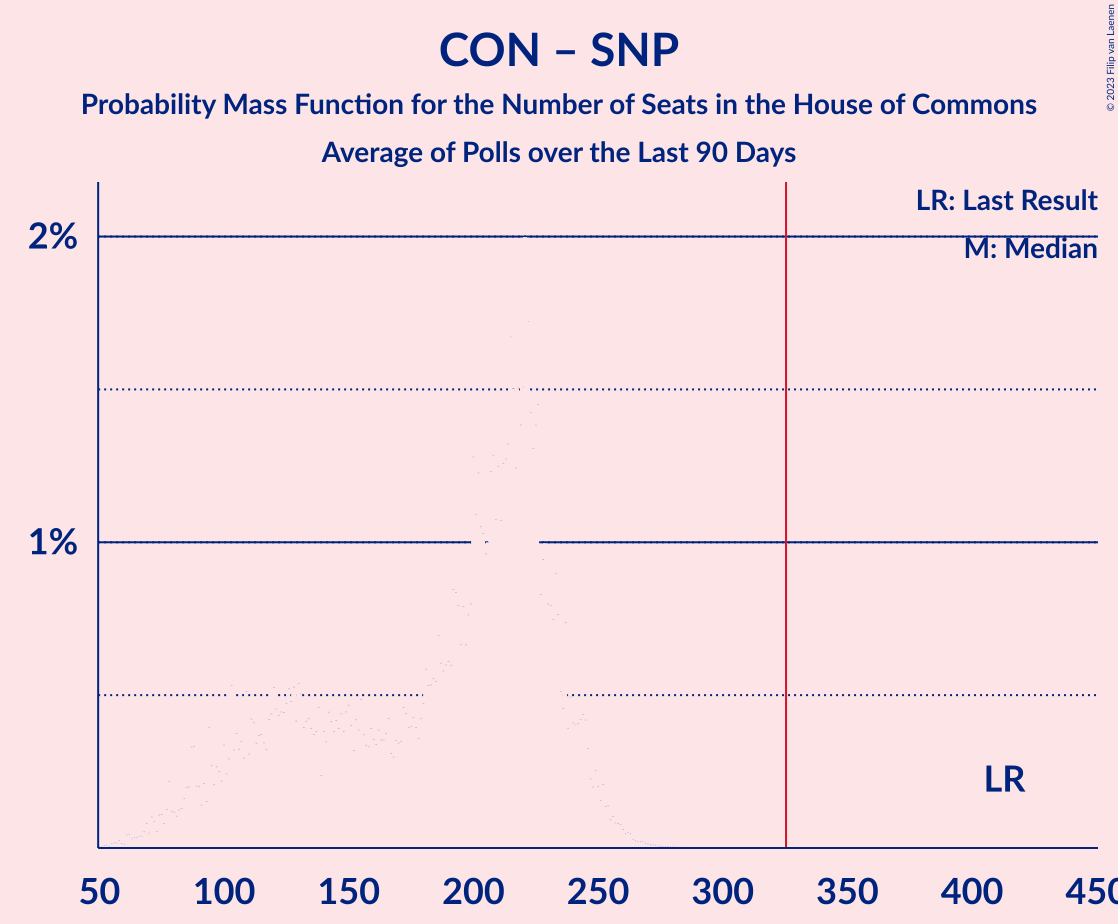 CON – SNP
Probability Mass Function for the Number of Seats in the House of Commons
Average of Polls over the Last 90 Days
© 2023 Filip van Laenen
LR: Last Result
M: Median
2%
1%
LR
50 100 150 200 250 300 350 400 450